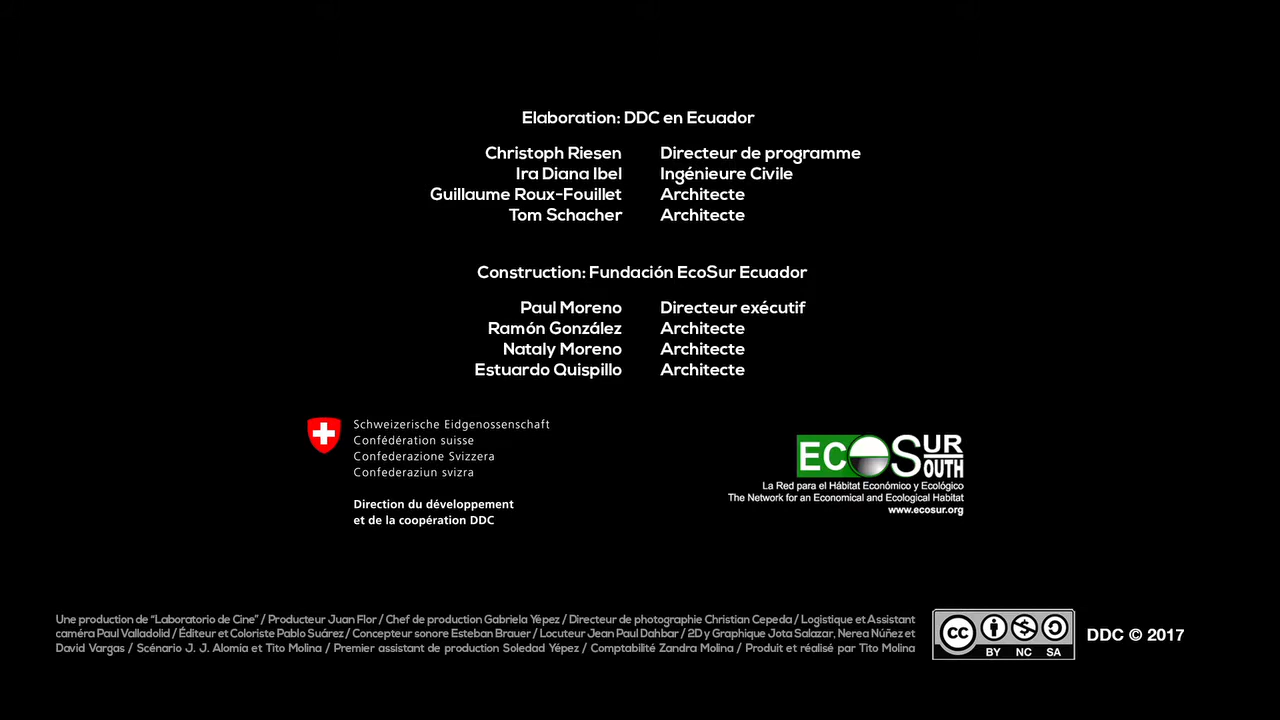 Elaboration: DDC en Ecuador
Christoph Riesen Directeur de programme
Ira Diana Ibel Ingénieure Civile
Guillaume Roux-Fouillet Architecte
Tom Schacher Architecte
Construction: Fundación EcoSur Ecuador
Paul Moreno Directeur exécutif
Ramón González Architecte
Nataly Moreno Architecte
Estuardo Quispillo Architecte
Schweizerische Eidgenossenschaft
Confédération suisse
Confederazione Svizzera
Confederaziun svizra
Direction du développement
et de la coopération DDC
ECOSUR
SOUTH
La Red para el Hábitat Económico y Ecológico
The Network for an Economical and Ecological Habitat
www.ecosur.org
Une production de “Laboratorio de Cine” / Producteur Juan Flor / Chef de production Gabriela Yépez / Directeur de photographie Christian Cepeda / Logistique et Assistant
caméra Paul Valladolid / Éditeur et Coloriste Pablo Suárez / Concepteur sonore Esteban Brauer / Locuteur Jean Paul Dahbar / 2D y Graphique Jota Salazar, Nerea Núñez et
David Vargas / Scénario J. J. Alomia et Tito Molina / Premier assistant de production Soledad Yépez / Comptabilité Zandra Molina / Produit et réalisé par Tito Molina
cc
BY NC SA
DDC © 2017